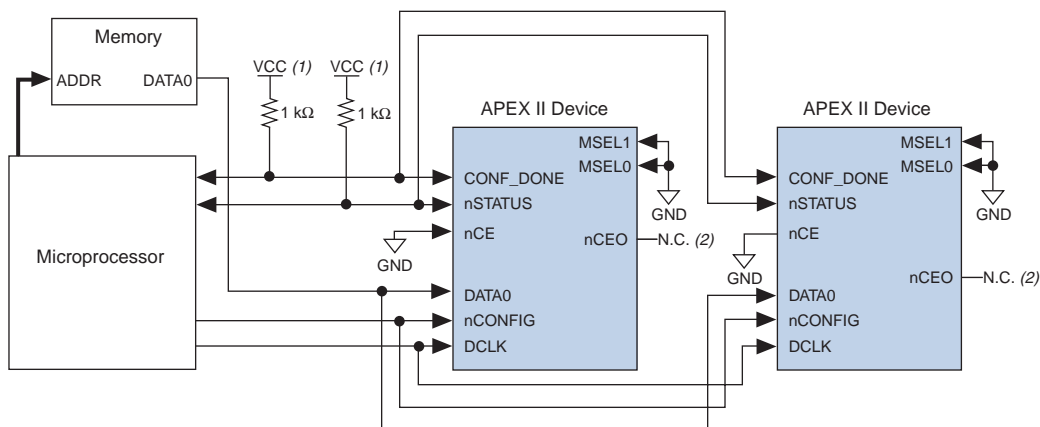 Memory
ADDR
DATA0
VCC (1)
VCC (1)
1 kΩ
1 kΩ
Microprocessor
APEX II Device
MSEL1
MSEL0
CONF_DONE
nSTATUS
nCE
nCEO
DATA0
nCONFIG
DCLK
GND
GND
N.C. (2)
APEX II Device
MSEL1
MSEL0
CONF_DONE
nSTATUS
nCE
nCEO
DATA0
nCONFIG
DCLK
GND
GND
N.C. (2)